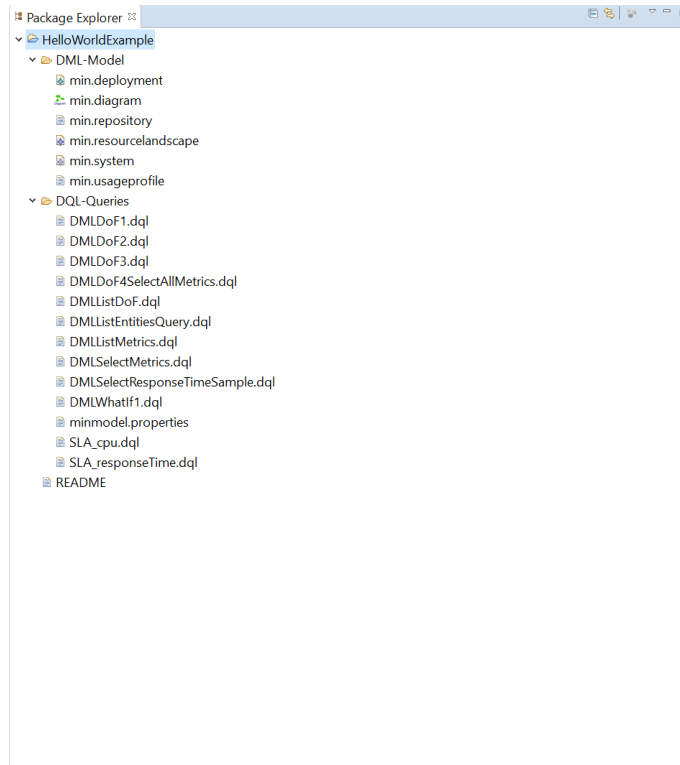 Package Explorer
HelloWorldExample
DML-Model
min.deployment
min.diagram
min.repository
min.resourcelandscape
min.system
min.usageprofile
DQL-Queries
DMLDoF1.dql
DMLDoF2.dql
DMLDoF3.dql
DMLDoF4SelectAllMetrics.dql
DMLListDoF.dql
DMLListEntitiesQuery.dql
DMLListMetrics.dql
DMLSelectMetrics.dql
DMLSelectResponseTimeSample.dql
DMLWhatIf1.dql
minmodel.properties
SLA_cpu.dql
SLA_responseTime.dql
README